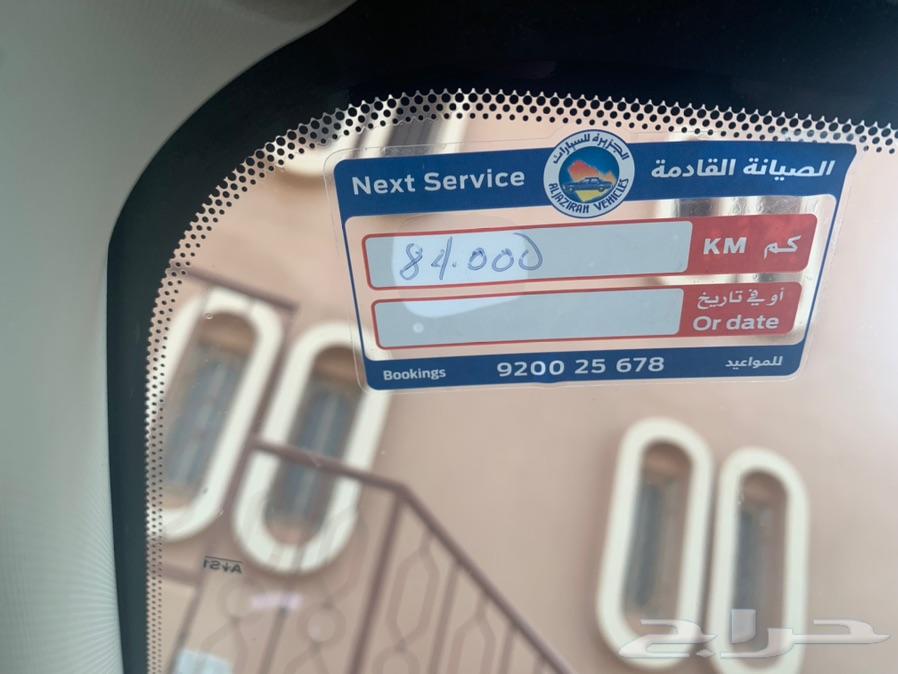 Next Service
الجزيرة للسيارات
ALJAZIRAH VEHICLES
الصيانة القادمة
84.000
KM كم
أو في تاريخ
Or date
Bookings
9200 25 678
للمواعيد
AS1
حراج